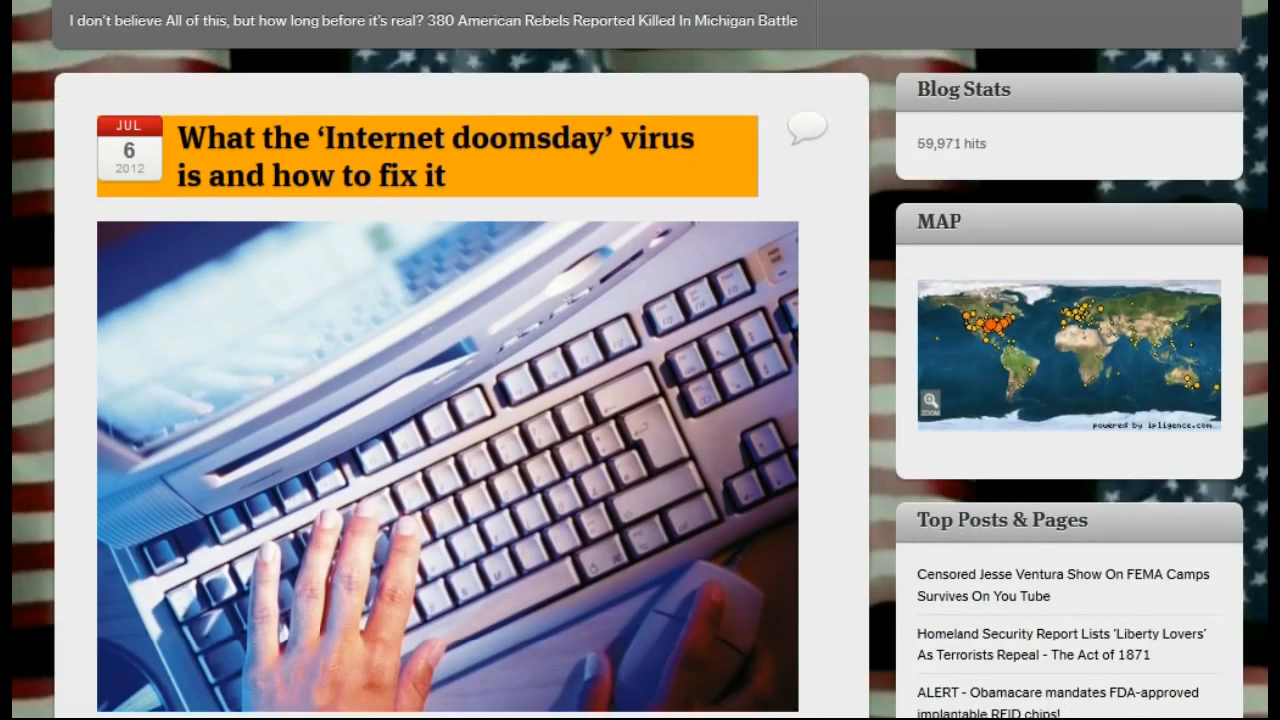 I don't believe All of this, but how long before it's real? 380 American Rebels Reported Killed In Michigan Battle
JUL
6
2012
What the ‘Internet doomsday’ virus
is and how to fix it
Blog Stats
59,971 hits
MAP
ZOOM
powered by ipligence.com
Top Posts & Pages
Censored Jesse Ventura Show On FEMA Camps
Survives On You Tube
Homeland Security Report Lists 'Liberty Lovers'
As Terrorists Repeal - The Act of 1871
ALERT - Obamacare mandates FDA-approved
implantable RFID chips!